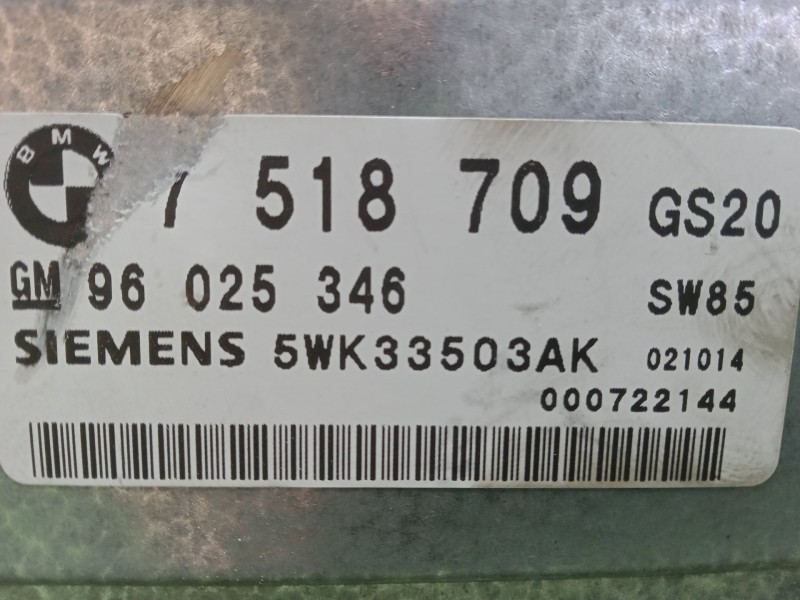 BMW 7 518 709 GS20
GM 96 025 346 SW85
SIEMENS 5WK33503AK 021014
000722144